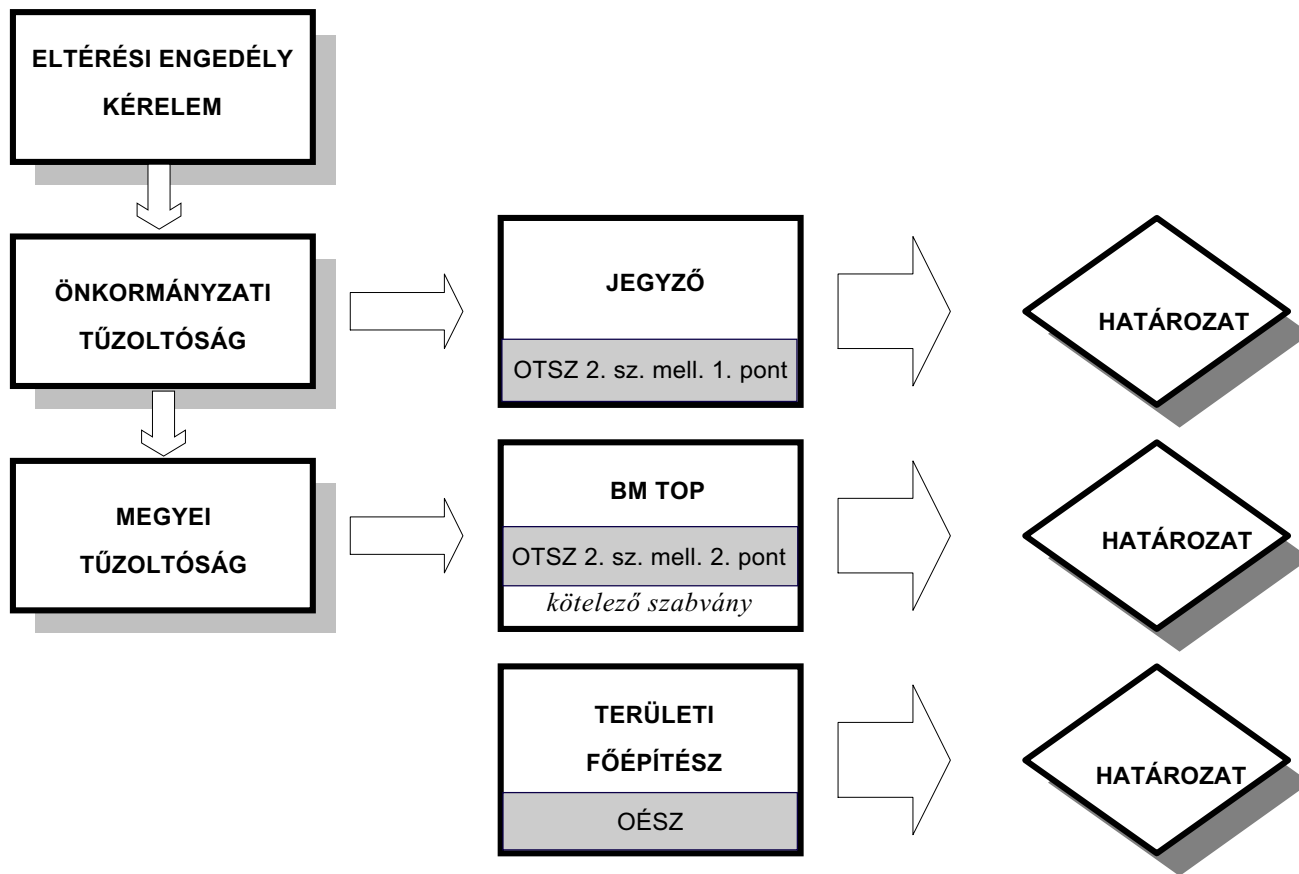 ELTÉRÉSI ENGEDÉLY
KÉRELEM
ÖNKORMÁNYZATI
TŰZOLTÓSÁG
JEGYZŐ
OTSZ 2. sz. mell. 1. pont
HATÁROZAT
MEGYEI
TŰZOLTÓSÁG
BM TOP
OTSZ 2. sz. mell. 2. pont
kötelező szabvány
HATÁROZAT
TERÜLETI
FŐÉPÍTÉSZ
OÉSZ
HATÁROZAT